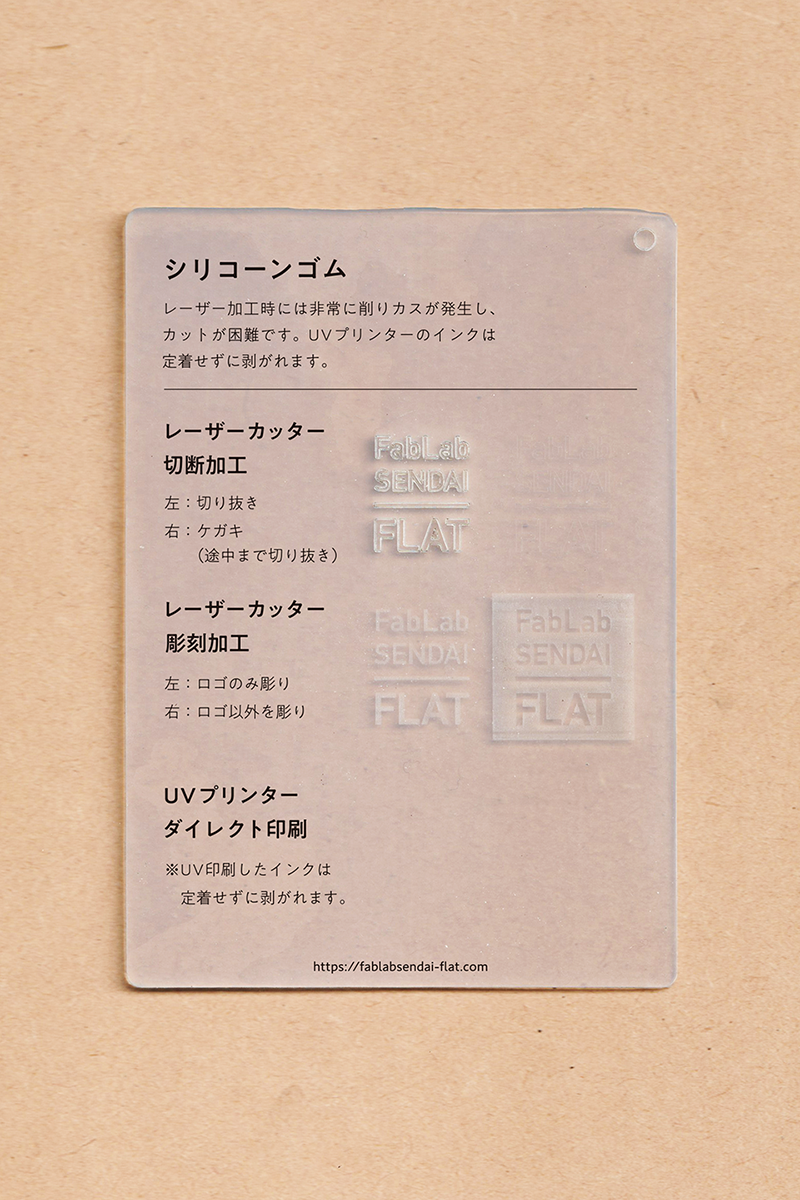 シリコーンゴム
レーザー加工時には非常に削りカスが発生し、
カットが困難です。UVプリンターのインクは
定着せずに剥がれます。
レーザーカッター
切断加工
左：切り抜き
右：ケガキ
（途中まで切り抜き）
FabLab
SENDAI
FLAT
FabLab
SENDAI
FLAT
レーザーカッター
彫刻加工
左：ロゴのみ彫り
右：ロゴ以外を彫り
FabLab
SENDAI
FLAT
FabLab
SENDAI
FLAT
UVプリンター
ダイレクト印刷
※UV印刷したインクは
定着せずに剥がれます。
https://fablabsendai-flat.com